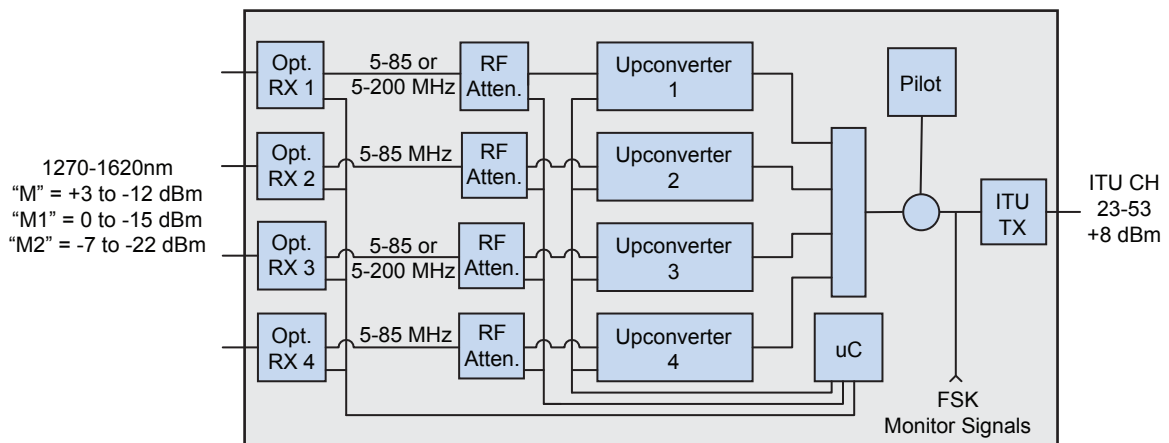 1270-1620nm
“M” = +3 to -12 dBm
“M1” = 0 to -15 dBm
“M2” = -7 to -22 dBm
Opt.
RX 1
5-85 or
5-200 MHz
RF
Atten.
Upconverter
1
Opt.
RX 2
5-85 MHz
RF
Atten.
Upconverter
2
Opt.
RX 3
5-85 or
5-200 MHz
RF
Atten.
Upconverter
3
Opt.
RX 4
5-85 MHz
RF
Atten.
Upconverter
4
uC
Pilot
ITU
TX
FSK
Monitor Signals
ITU CH
23-53
+8 dBm